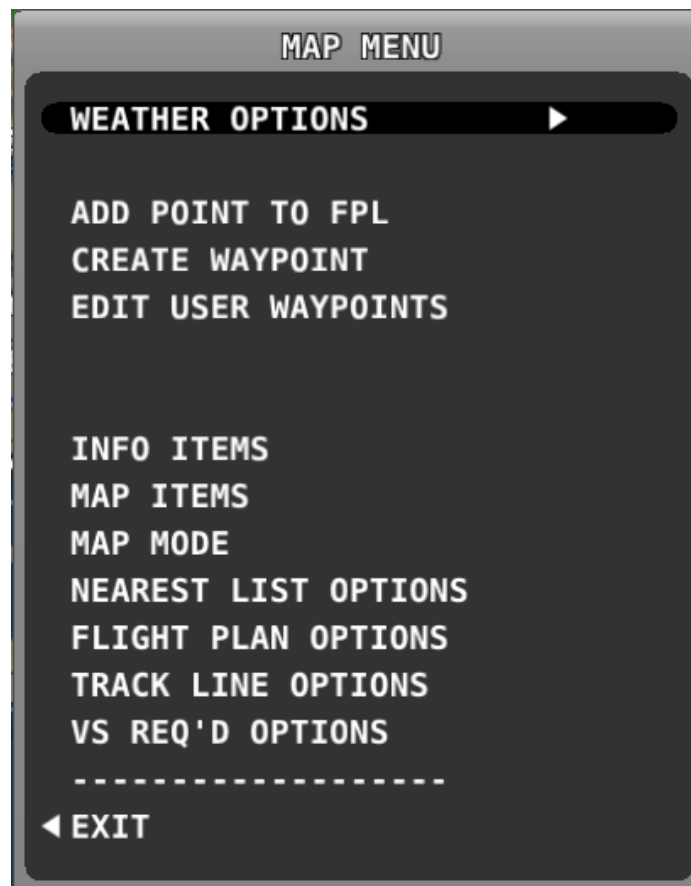 MAP MENU
WEATHER OPTIONS ▶
ADD POINT TO FPL
CREATE WAYPOINT
EDIT USER WAYPOINTS
INFO ITEMS
MAP ITEMS
MAP MODE
NEAREST LIST OPTIONS
FLIGHT PLAN OPTIONS
TRACK LINE OPTIONS
VS REQ'D OPTIONS
-------------------
◀ EXIT